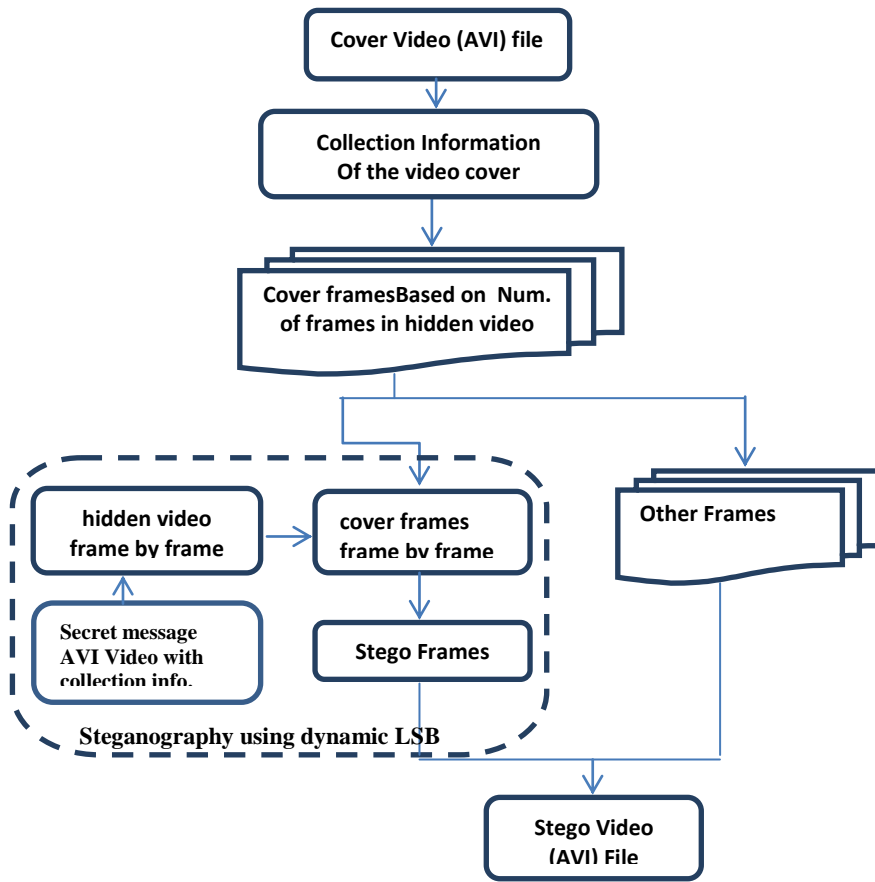 Cover Video (AVI) file
Collection Information
Of the video cover
Cover framesBased on Num.
of frames in hidden video
hidden video
frame by frame
cover frames
frame by frame
Other Frames
Secret message
AVI Video with
collection info.
Stego Frames
Steganography using dynamic LSB
Stego Video
(AVI) File